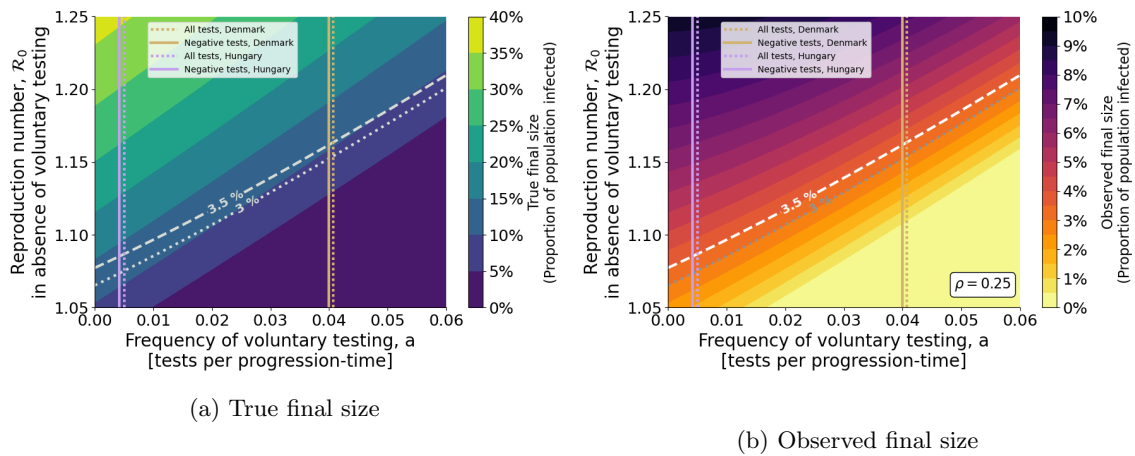 Reproduction number, R₀
in absence of voluntary testing
1.25
1.20
1.15
1.10
1.05
All tests, Denmark
Negative tests, Denmark
All tests, Hungary
Negative tests, Hungary
3.5 %
3 %
0.00 0.01 0.02 0.03 0.04 0.05 0.06
Frequency of voluntary testing, a
[tests per progression-time]
40%
35%
30%
25%
20%
15%
10%
5%
0%
True final size
(Proportion of population infected)
(a) True final size
Reproduction number, R₀
in absence of voluntary testing
1.25
1.20
1.15
1.10
1.05
All tests, Denmark
Negative tests, Denmark
All tests, Hungary
Negative tests, Hungary
3.5 %
ρ = 0.25
0.00 0.01 0.02 0.03 0.04 0.05 0.06
Frequency of voluntary testing, a
[tests per progression-time]
10%
9%
8%
7%
6%
5%
4%
3%
2%
1%
0%
Observed final size
(Proportion of population infected)
(b) Observed final size